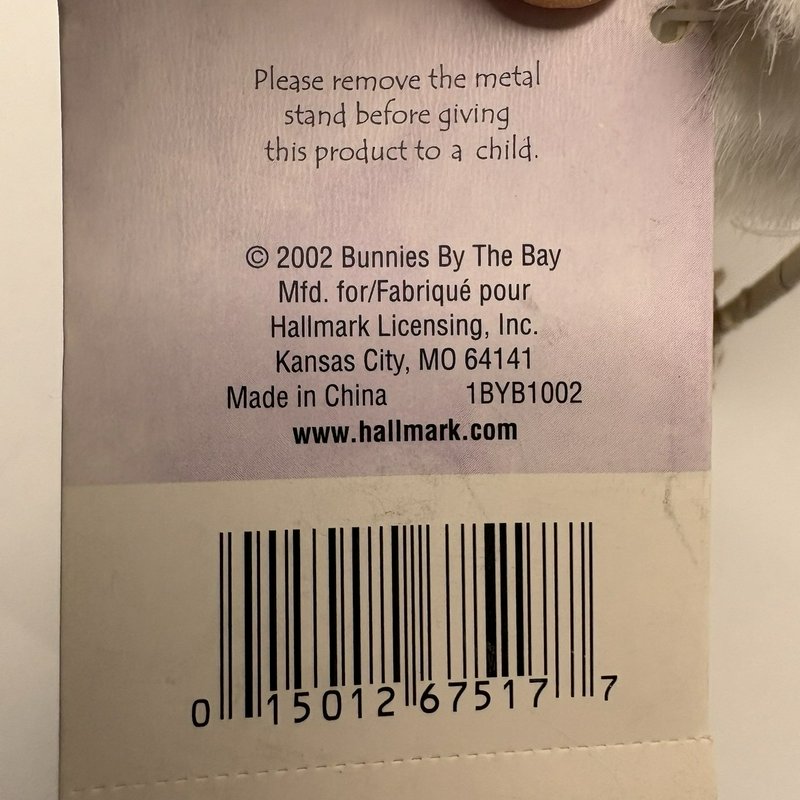 Please remove the metal
stand before giving
this product to a child.
© 2002 Bunnies By The Bay
Mfd. for/Fabriqué pour
Hallmark Licensing, Inc.
Kansas City, MO 64141
Made in China 1BYB1002
www.hallmark.com
0 15012 67517 7